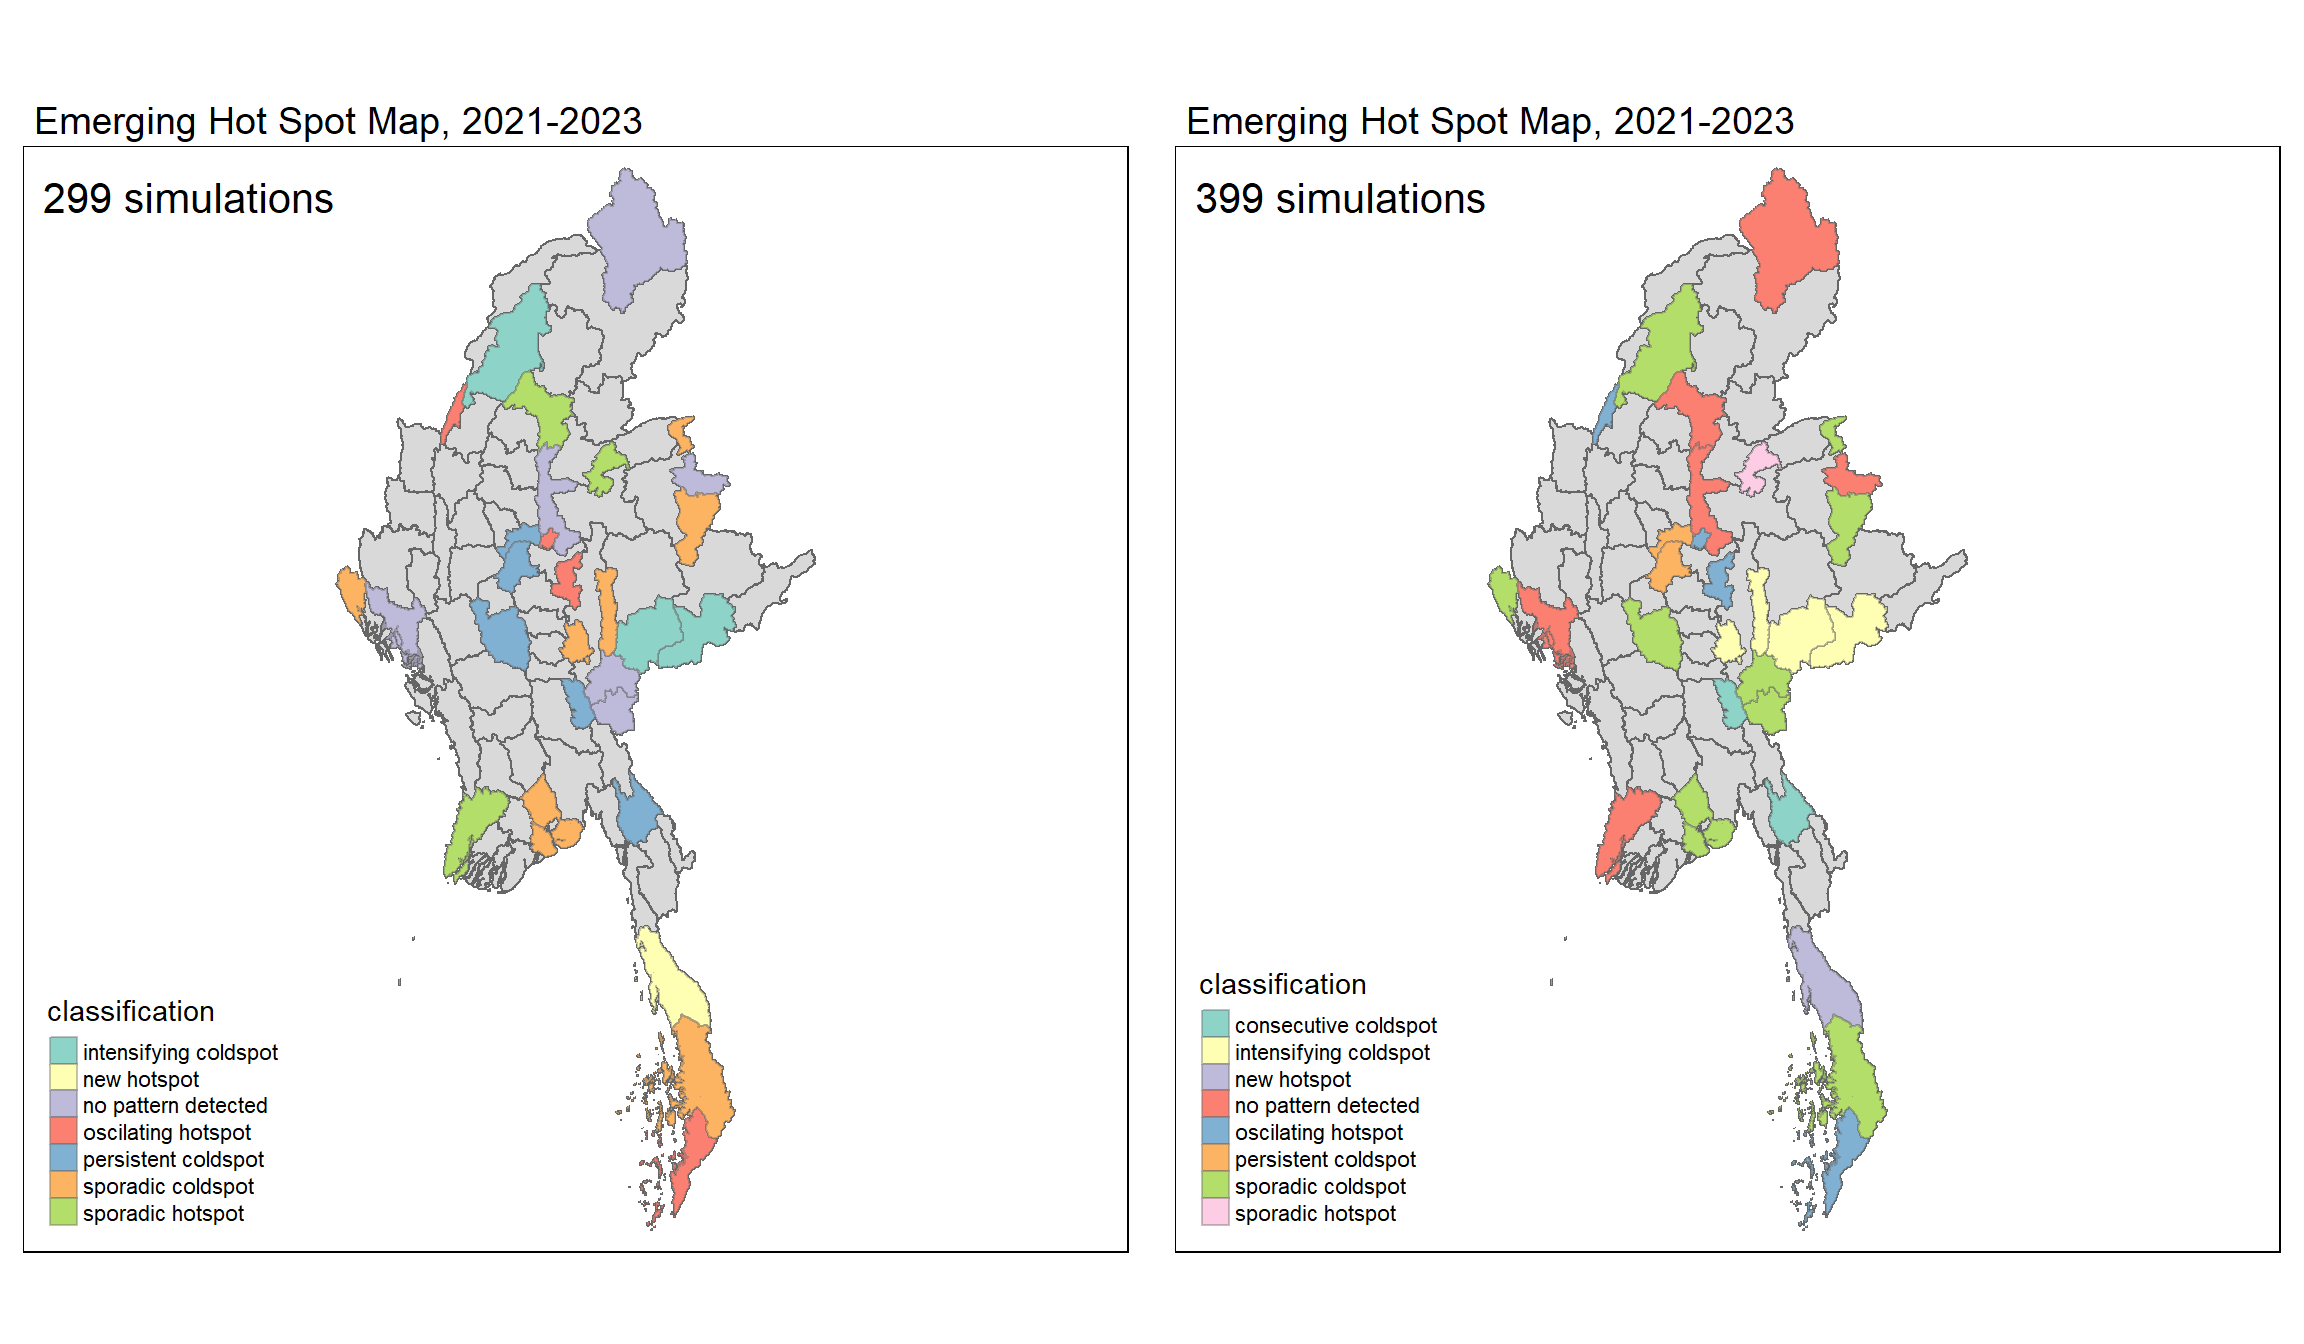 Emerging Hot Spot Map, 2021-2023
299 simulations
classification
intensifying coldspot
new hotspot
no pattern detected
oscilating hotspot
persistent coldspot
sporadic coldspot
sporadic hotspot
Emerging Hot Spot Map, 2021-2023
399 simulations
classification
consecutive coldspot
intensifying coldspot
new hotspot
no pattern detected
oscilating hotspot
persistent coldspot
sporadic coldspot
sporadic hotspot